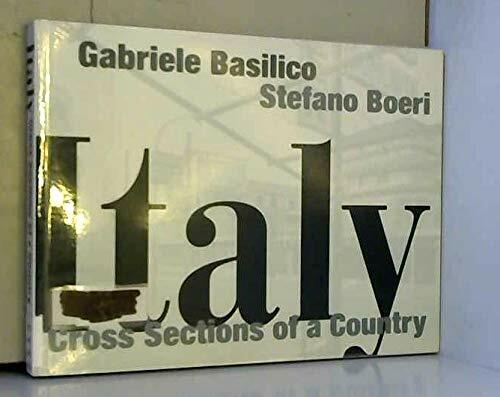 Gabriele Basilico
Stefano Boeri
Italy
Cross Sections of a Country